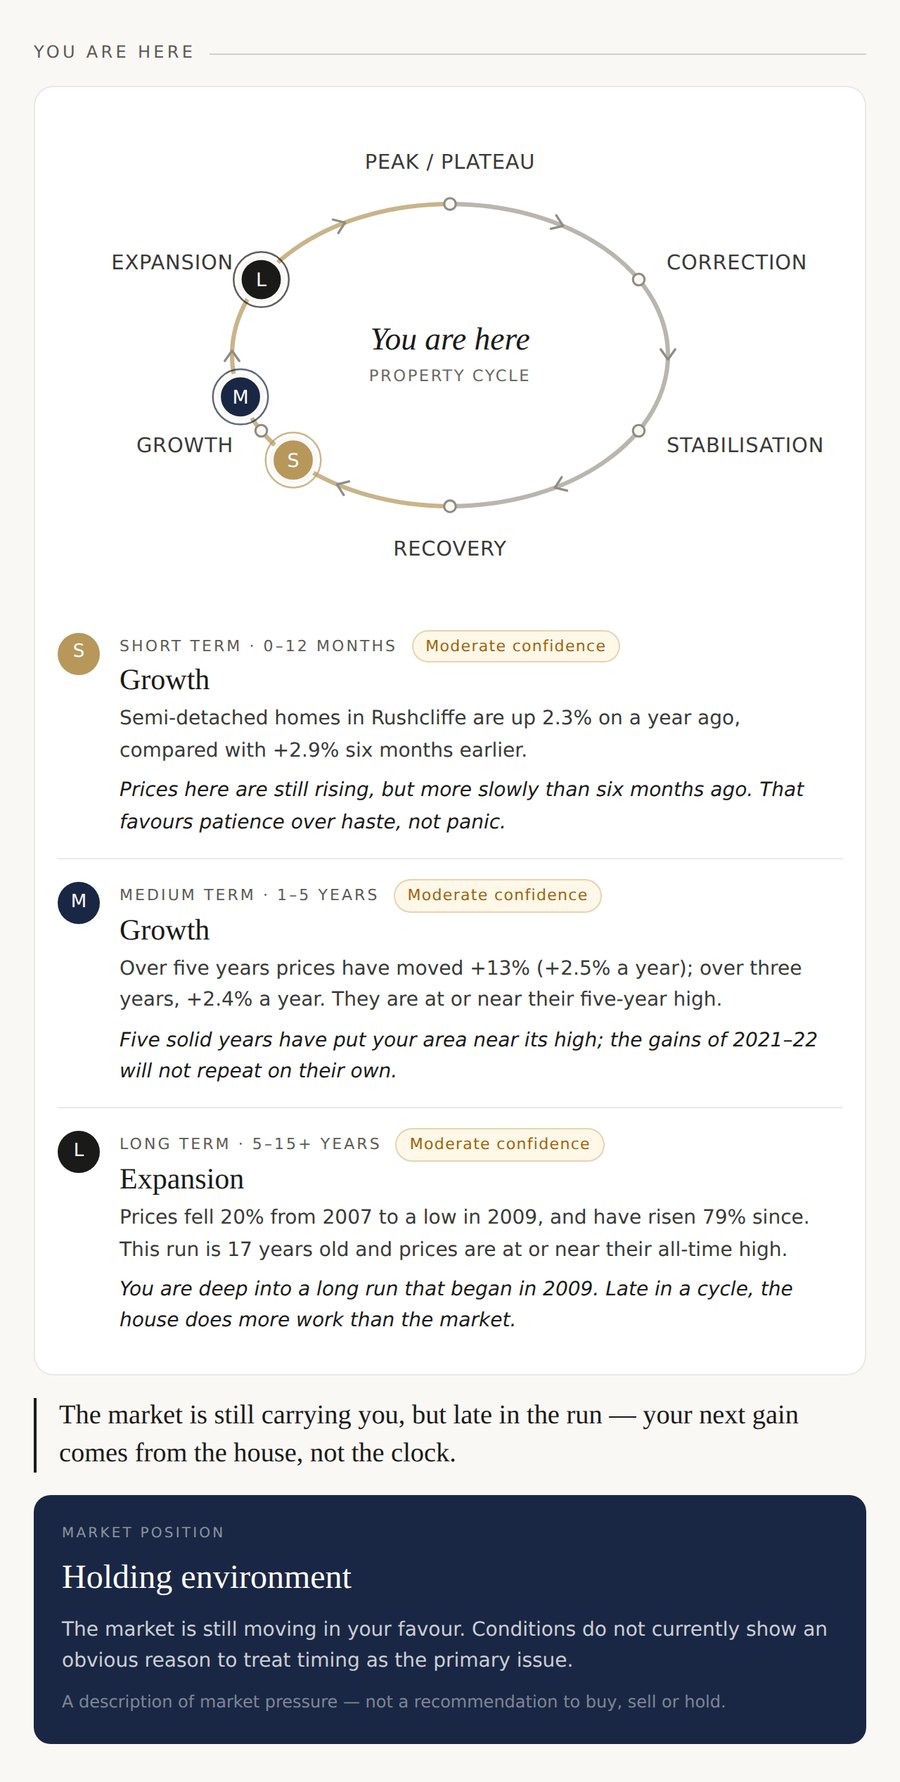 YOU ARE HERE
PEAK / PLATEAU
EXPANSION
L
CORRECTION
You are here
PROPERTY CYCLE
M
GROWTH
S
STABILISATION
RECOVERY
S
SHORT TERM · 0–12 MONTHS Moderate confidence
Growth
Semi-detached homes in Rushcliffe are up 2.3% on a year ago,
compared with +2.9% six months earlier.
Prices here are still rising, but more slowly than six months ago. That
favours patience over haste, not panic.
M
MEDIUM TERM · 1–5 YEARS Moderate confidence
Growth
Over five years prices have moved +13% (+2.5% a year); over three
years, +2.4% a year. They are at or near their five-year high.
Five solid years have put your area near its high; the gains of 2021–22
will not repeat on their own.
L
LONG TERM · 5–15+ YEARS Moderate confidence
Expansion
Prices fell 20% from 2007 to a low in 2009, and have risen 79% since.
This run is 17 years old and prices are at or near their all-time high.
You are deep into a long run that began in 2009. Late in a cycle, the
house does more work than the market.
The market is still carrying you, but late in the run — your next gain
comes from the house, not the clock.
MARKET POSITION
Holding environment
The market is still moving in your favour. Conditions do not currently show an
obvious reason to treat timing as the primary issue.
A description of market pressure — not a recommendation to buy, sell or hold.